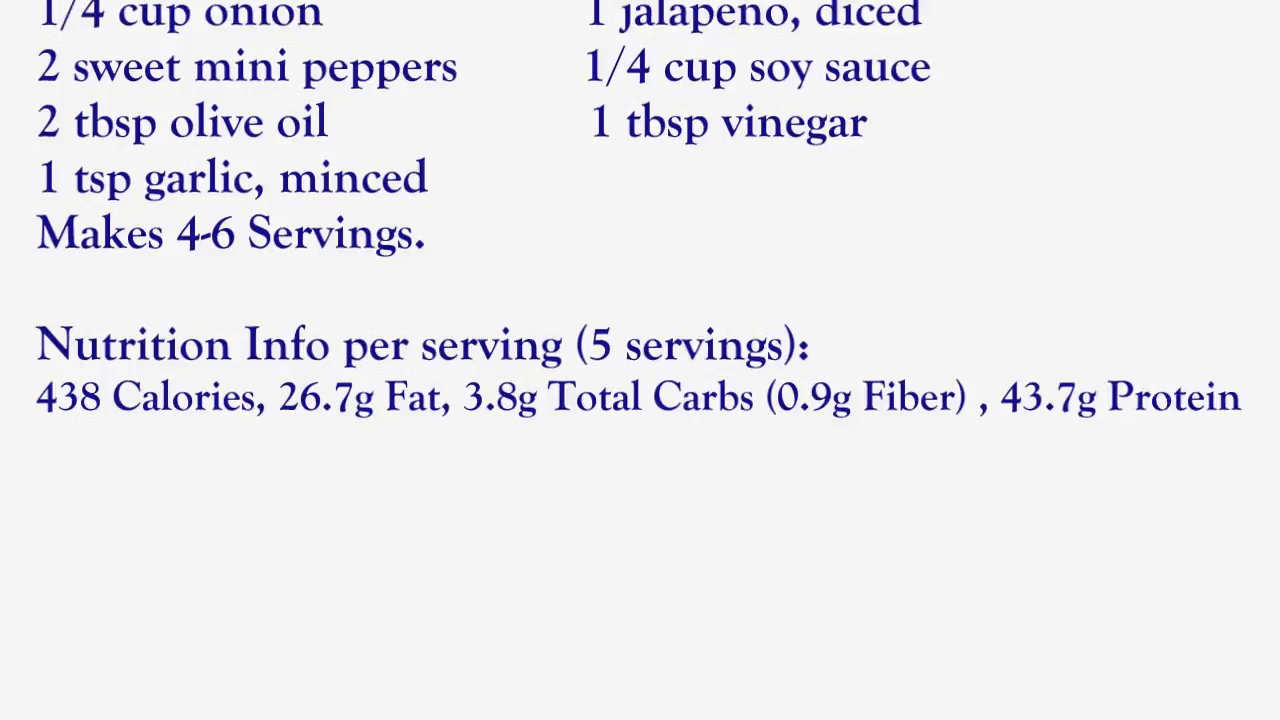 1/4 cup onion 1 jalapeno, diced
2 sweet mini peppers 1/4 cup soy sauce
2 tbsp olive oil 1 tbsp vinegar
1 tsp garlic, minced
Makes 4-6 Servings.
Nutrition Info per serving (5 servings):
438 Calories, 26.7g Fat, 3.8g Total Carbs (0.9g Fiber) , 43.7g Protein